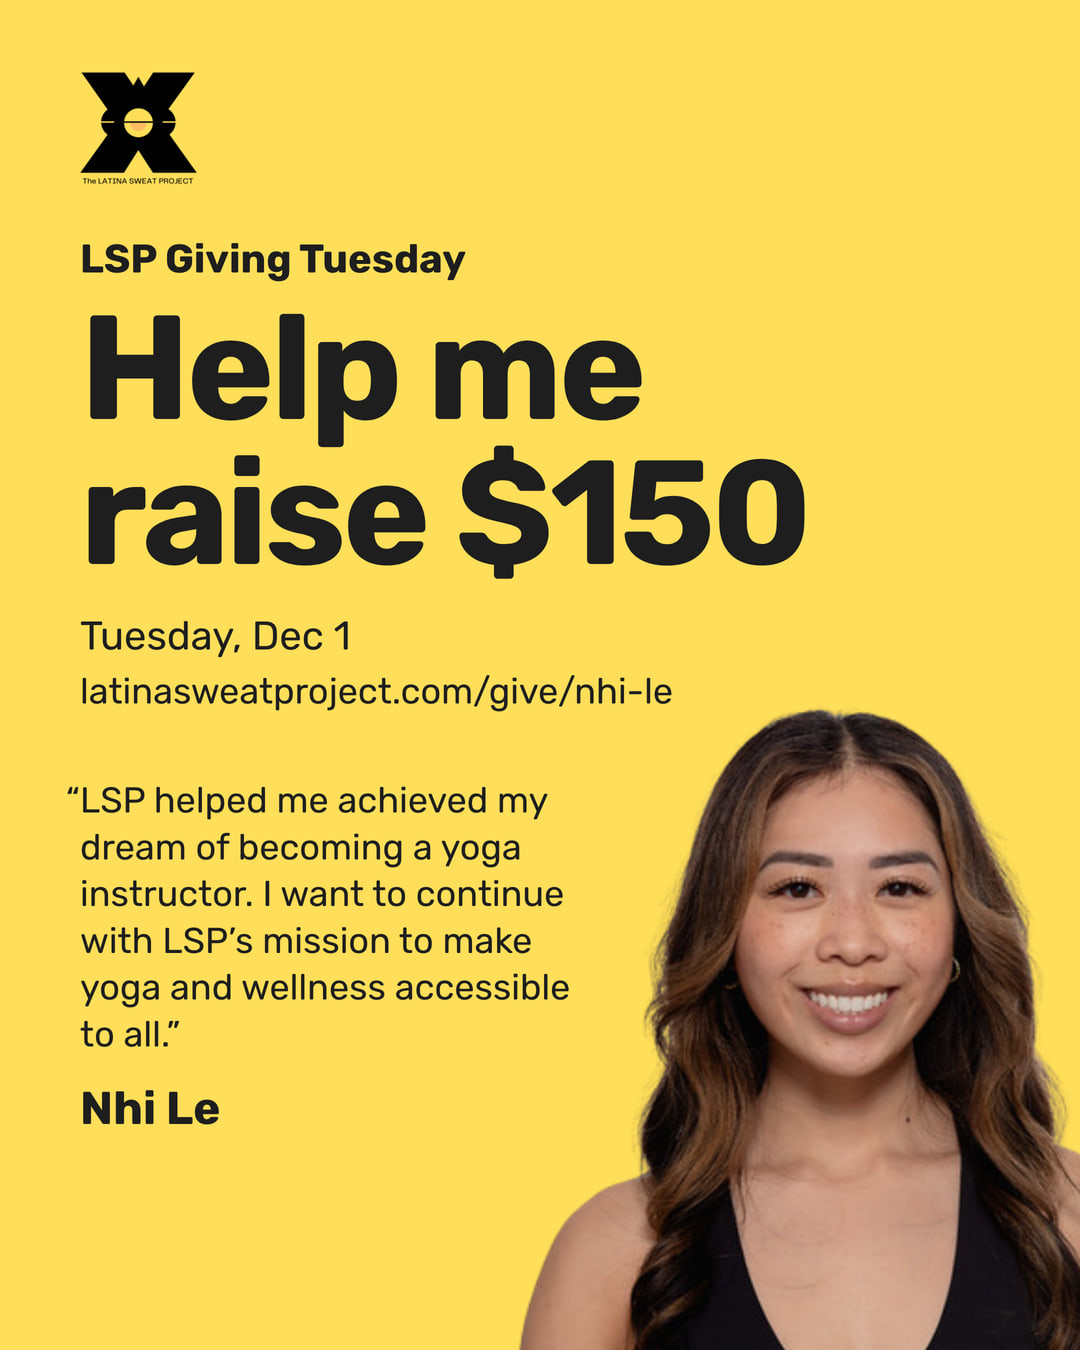 The LATINA SWEAT PROJECT
LSP Giving Tuesday
Help me
raise $150
Tuesday, Dec 1
latinasweatproject.com/give/nhi-le
“LSP helped me achieved my
dream of becoming a yoga
instructor. I want to continue
with LSP’s mission to make
yoga and wellness accessible
to all.”
Nhi Le